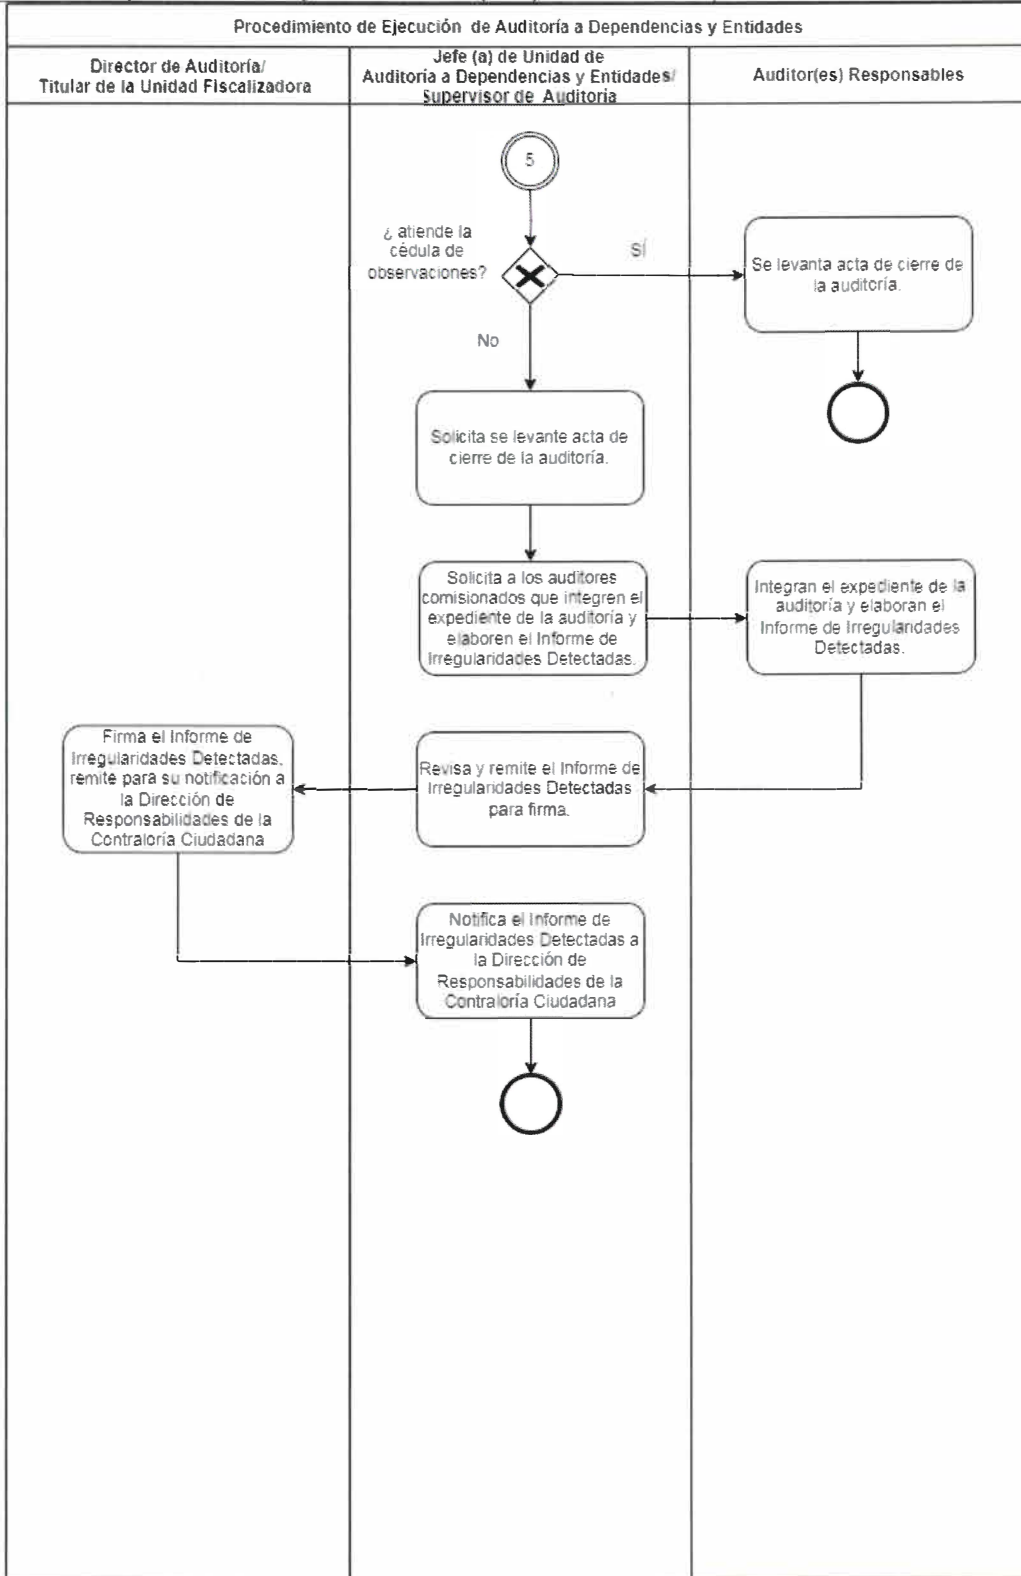 Procedimiento de Ejecución de Auditoría a Dependencias y Entidades
Director de Auditoría/
Titular de la Unidad Fiscalizadora
Jefe (a) de Unidad de
Auditoría a Dependencias y Entidades/
Supervisor de Auditoria
Auditor(es) Responsables
5
¿ atiende la
cédula de
observaciones?
SÍ
Se levanta acta de cierre de
la auditoría.
No
Solicita se levante acta de
cierre de la auditoría.
Solicita a los auditores
comisionados que integren el
expediente de la auditoría y
elaboren el Informe de
Irregularidades Detectadas.
Integran el expediente de la
auditoría y elaboran el
Informe de Irregularidades
Detectadas.
Firma el Informe de
Irregularidades Detectadas,
remite para su notificación a
la Dirección de
Responsabilidades de la
Contraloría Ciudadana
Revisa y remite el Informe de
Irregularidades Detectadas
para firma.
Notifica el Informe de
Irregularidades Detectadas a
la Dirección de
Responsabilidades de la
Contraloría Ciudadana